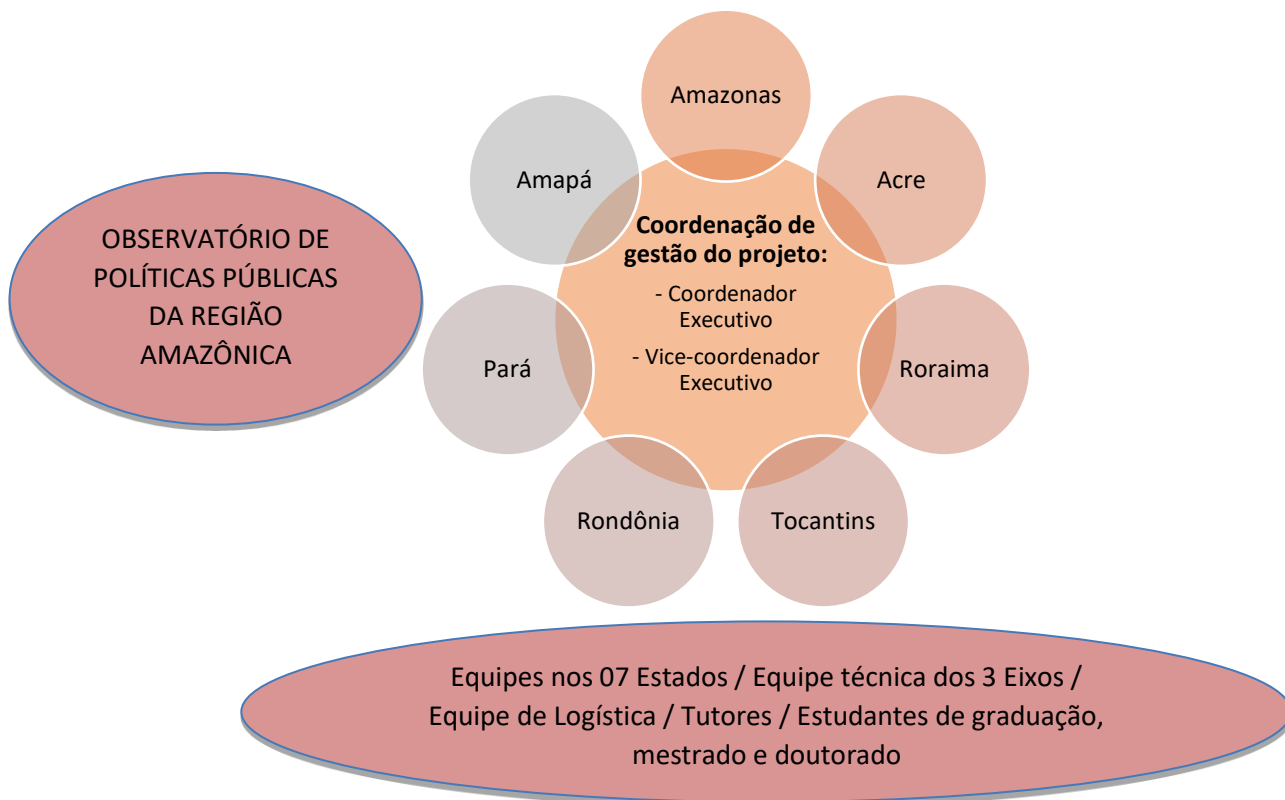 Amazonas
Amapá
Acre
OBSERVATÓRIO DE
POLÍTICAS PÚBLICAS
DA REGIÃO
AMAZÔNICA
Coordenação de
gestão do projeto:
- Coordenador
Executivo
- Vice-coordenador
Executivo
Pará
Roraima
Rondônia
Tocantins
Equipes nos 07 Estados / Equipe técnica dos 3 Eixos /
Equipe de Logística / Tutores / Estudantes de graduação,
mestrado e doutorado